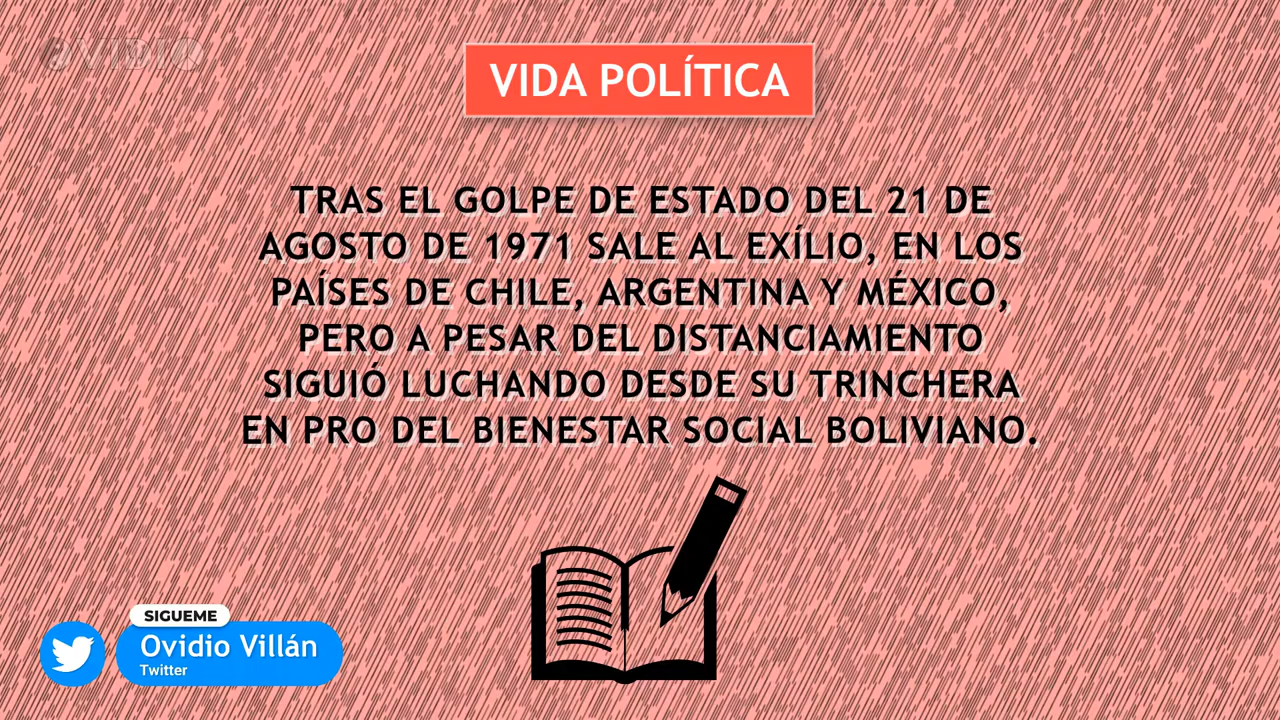 OVIDIO
VIDA POLÍTICA
TRAS EL GOLPE DE ESTADO DEL 21 DE
AGOSTO DE 1971 SALE AL EXÍLIO, EN LOS
PAÍSES DE CHILE, ARGENTINA Y MÉXICO,
PERO A PESAR DEL DISTANCIAMIENTO
SIGUIÓ LUCHANDO DESDE SU TRINCHERA
EN PRO DEL BIENESTAR SOCIAL BOLIVIANO.
SIGUEME
Ovidio Villán
Twitter